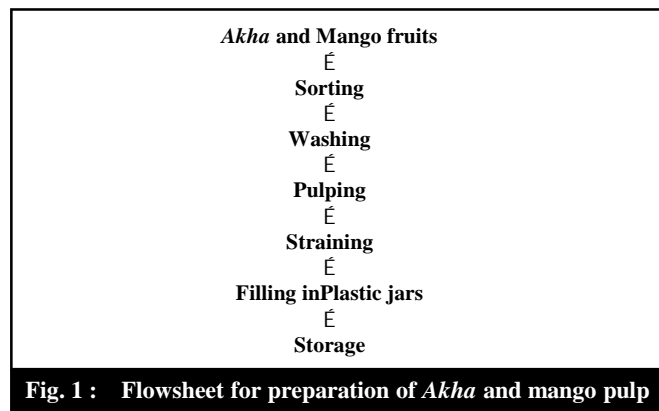 Akha and Mango fruits
É
Sorting
É
Washing
É
Pulping
É
Straining
É
Filling inPlastic jars
É
Storage
Fig. 1 : Flowsheet for preparation of Akha and mango pulp